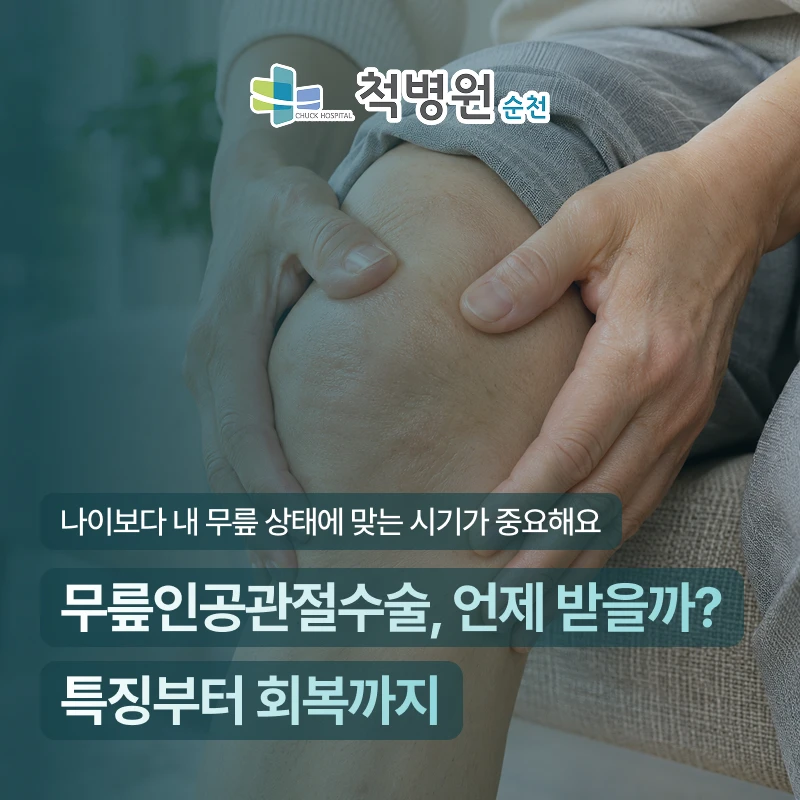 CHUCK HOSPITAL
척병원 순천
나이보다 내 무릎 상태에 맞는 시기가 중요해요
무릎인공관절수술, 언제 받을까?
특징부터 회복까지